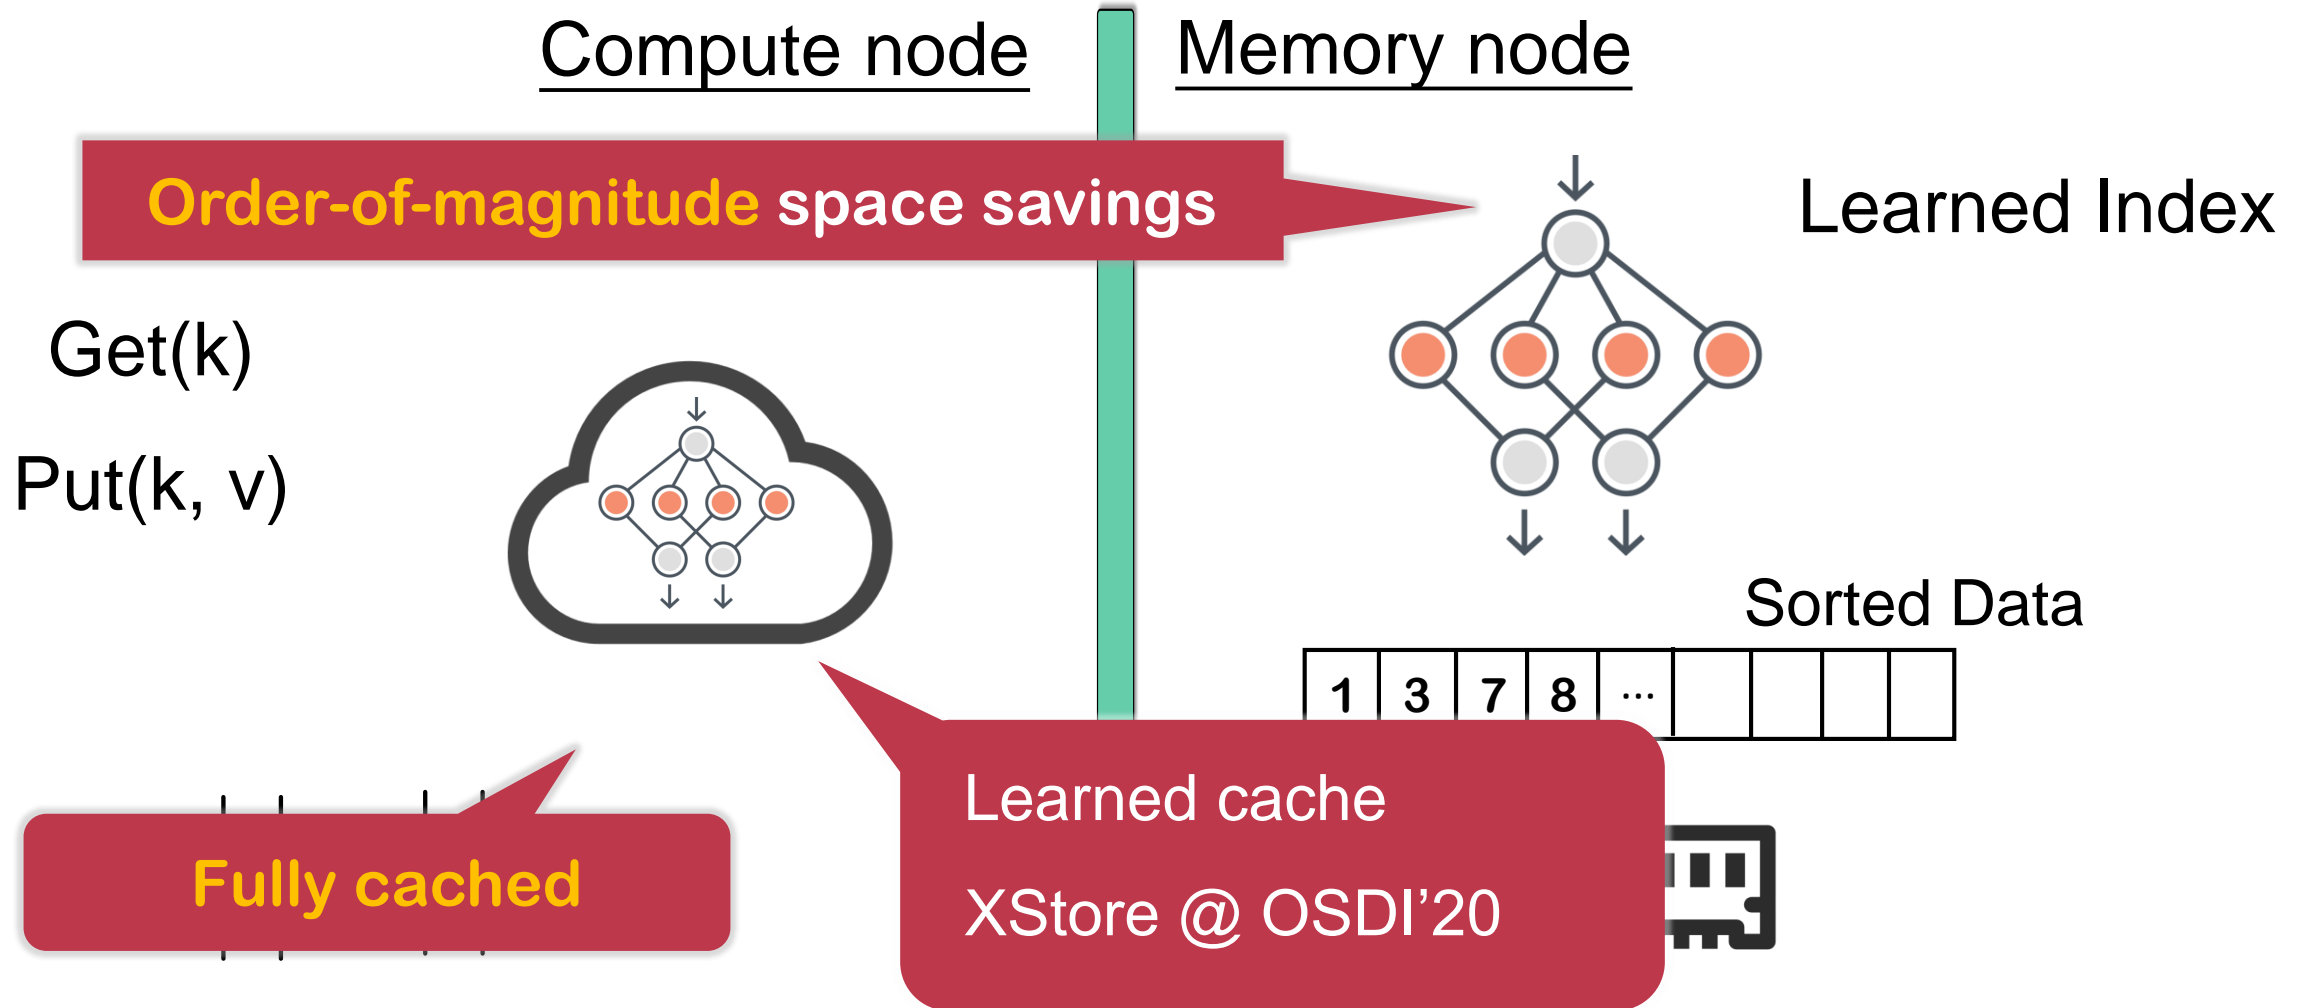 Compute node
Memory node
Order-of-magnitude space savings
Learned Index
Get(k)
Put(k, v)
Sorted Data
1 3 7 8 ...
Learned cache
XStore @ OSDI’20
Fully cached